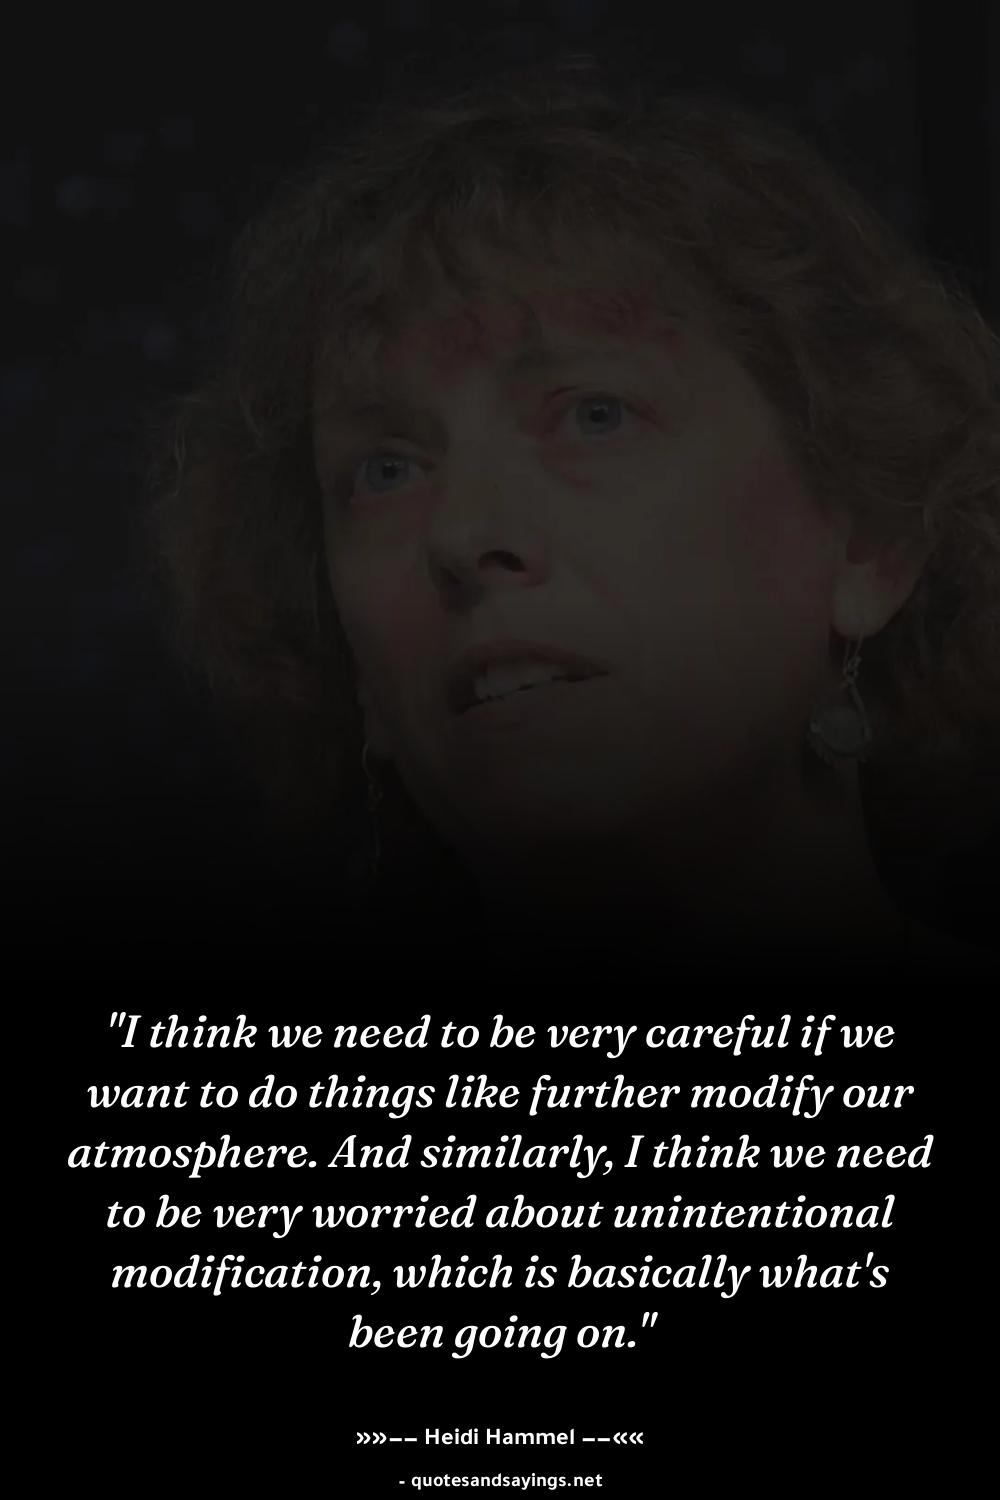 "I think we need to be very careful if we
want to do things like further modify our
atmosphere. And similarly, I think we need
to be very worried about unintentional
modification, which is basically what's
been going on."
»»−− Heidi Hammel −−««
- quotesandsayings.net